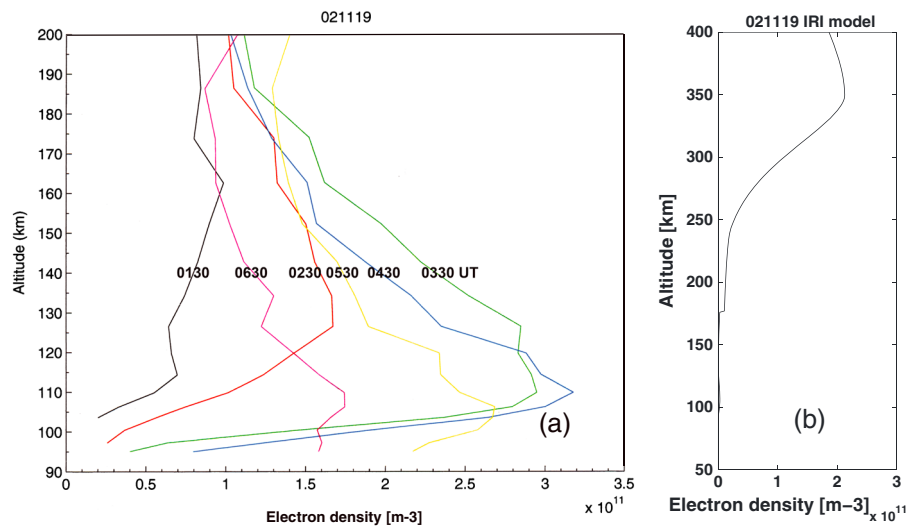 021119
200
190
180
170
160
150
140
130
120
110
100
90
Altitude (km)
0130 0630 0230 0530 0430 0330 UT
(a)
0 0.5 1 1.5 2 2.5 3 3.5
x 10^11
Electron density [m-3]
021119 IRI model
400
350
300
250
200
150
100
50
Altitude [km]
(b)
0 1 2 3
Electron density [m−3] x 10^11